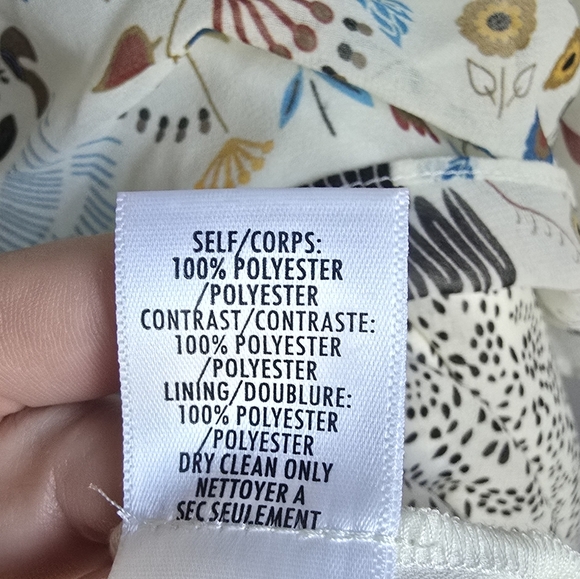 SELF/CORPS:
100% POLYESTER
/POLYESTER
CONTRAST/CONTRASTE:
100% POLYESTER
/POLYESTER
LINING/DOUBLURE:
100% POLYESTER
/POLYESTER
DRY CLEAN ONLY
NETTOYER A
SEC SEULEMENT